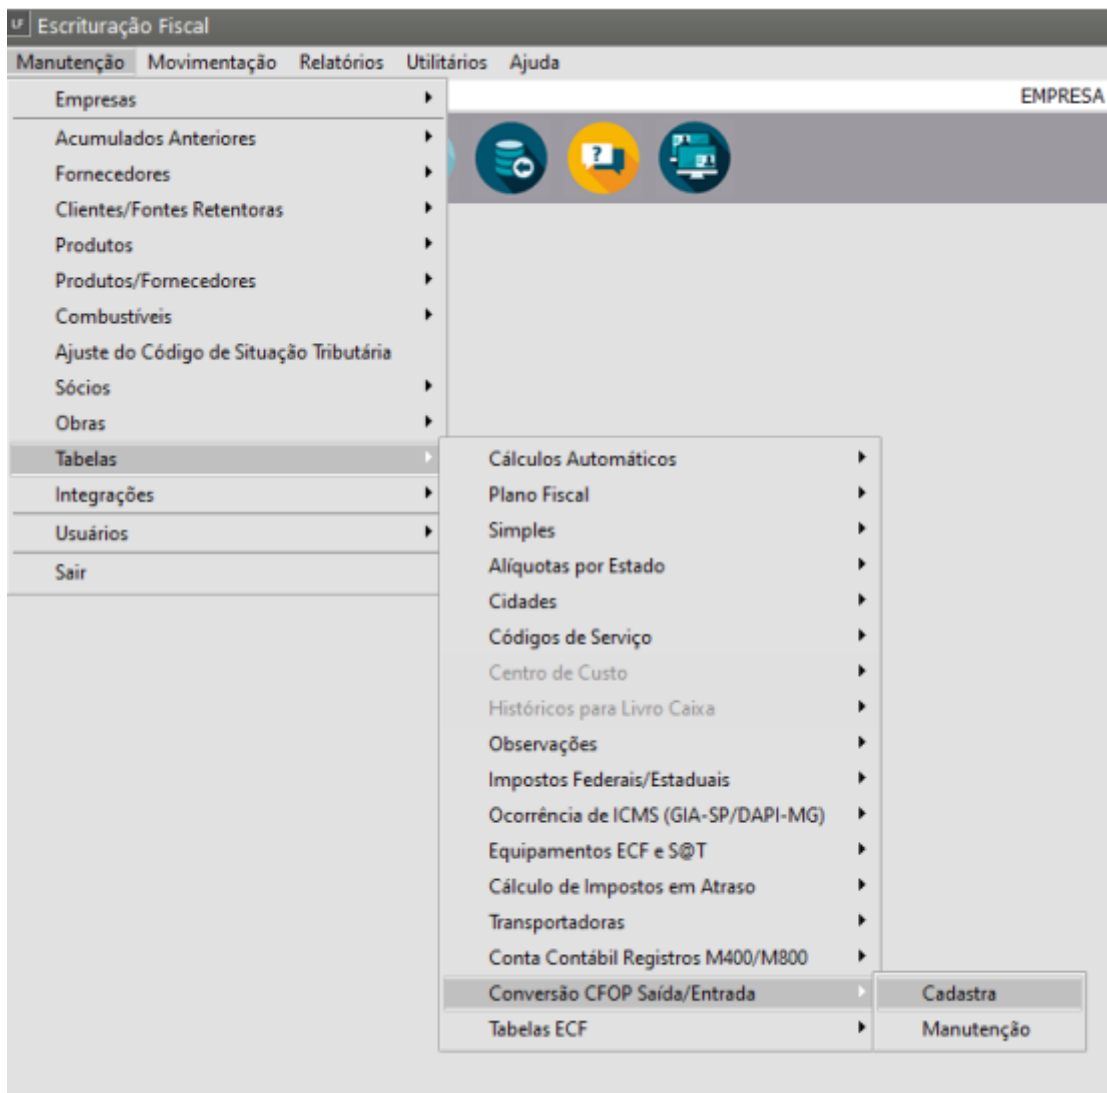 LF Escrituração Fiscal
Manutenção Movimentação Relatórios Utilitários Ajuda
EMPRESA
Empresas
Acumulados Anteriores
Fornecedores
Clientes/Fontes Retentoras
Produtos
Produtos/Fornecedores
Combustíveis
Ajuste do Código de Situação Tributária
Sócios
Obras
Tabelas
Integrações
Usuários
Sair
Cálculos Automáticos
Plano Fiscal
Simples
Alíquotas por Estado
Cidades
Códigos de Serviço
Centro de Custo
Históricos para Livro Caixa
Observações
Impostos Federais/Estaduais
Ocorrência de ICMS (GIA-SP/DAPI-MG)
Equipamentos ECF e S@T
Cálculo de Impostos em Atraso
Transportadoras
Conta Contábil Registros M400/M800
Conversão CFOP Saída/Entrada
Tabelas ECF
Cadastra
Manutenção